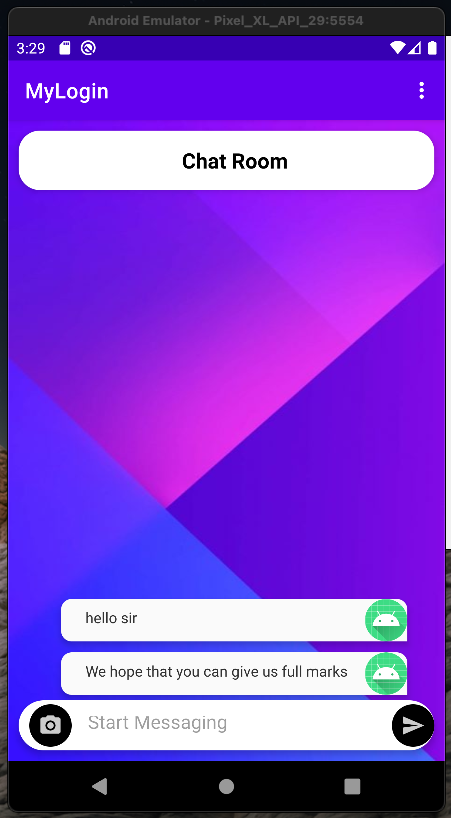 Android Emulator - Pixel_XL_API_29:5554
3:29
MyLogin
Chat Room
hello sir
We hope that you can give us full marks
Start Messaging